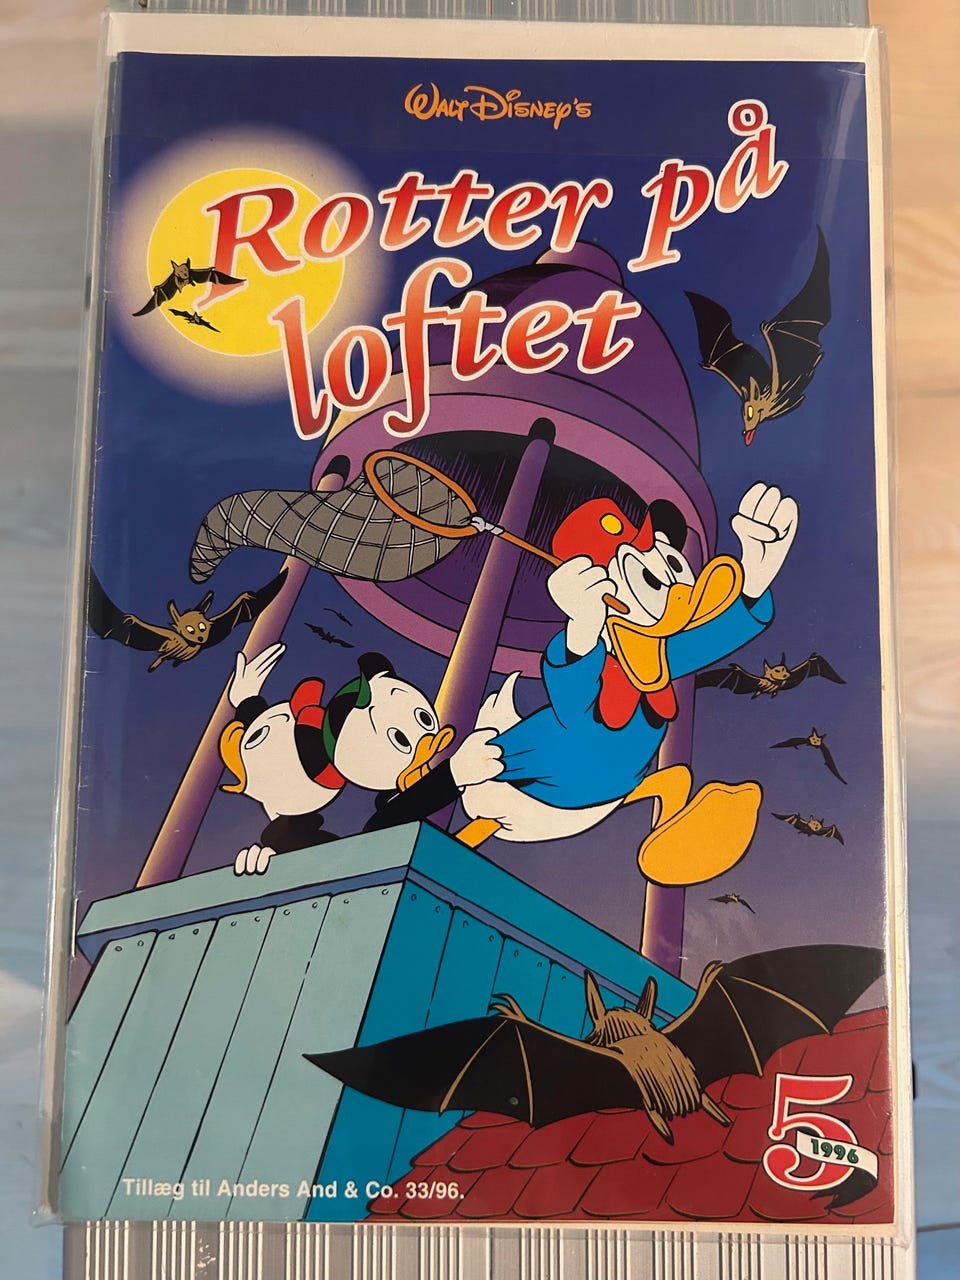 Walt Disney's
Rotter på
loftet
5
1996
Tillæg til Anders And & Co. 33/96.